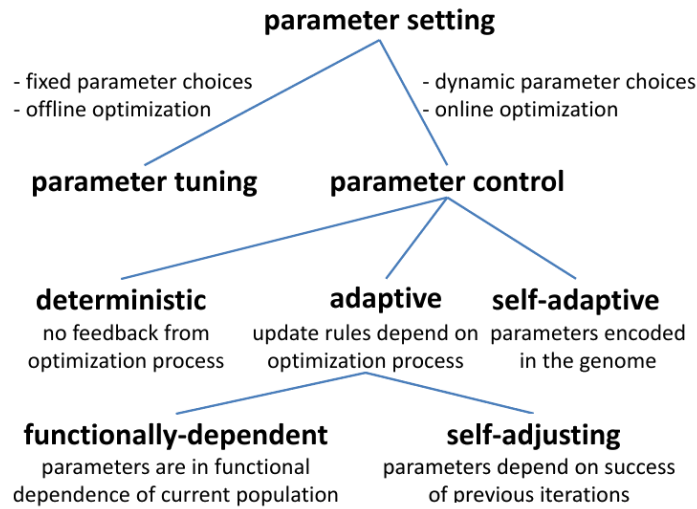 parameter setting
- fixed parameter choices
- offline optimization
- dynamic parameter choices
- online optimization
parameter tuning
parameter control
deterministic
no feedback from
optimization process
adaptive
update rules depend on
optimization process
self-adaptive
parameters encoded
in the genome
functionally-dependent
parameters are in functional
dependence of current population
self-adjusting
parameters depend on success
of previous iterations